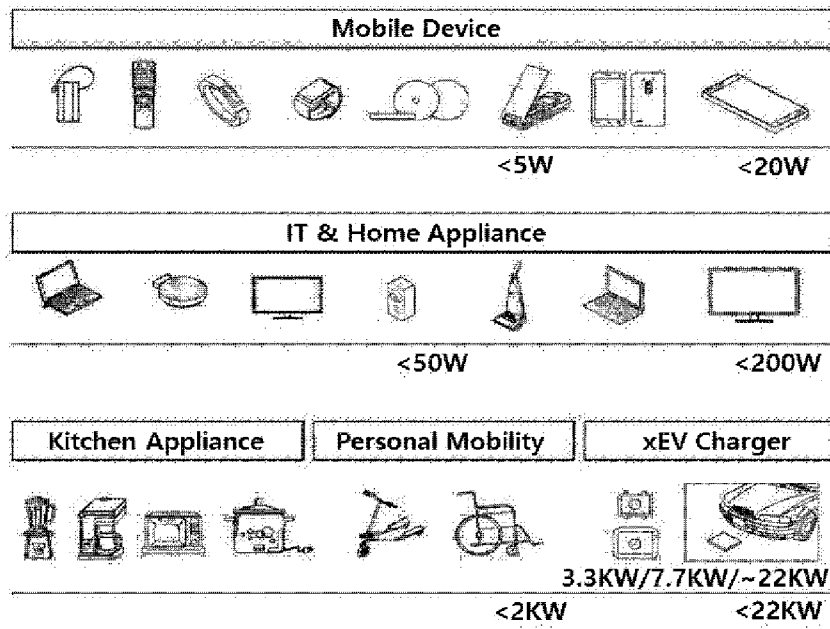 Mobile Device
<5W <20W
IT & Home Appliance
<50W <200W
Kitchen Appliance Personal Mobility xEV Charger
3.3KW/7.7KW/~22KW
<2KW <22KW